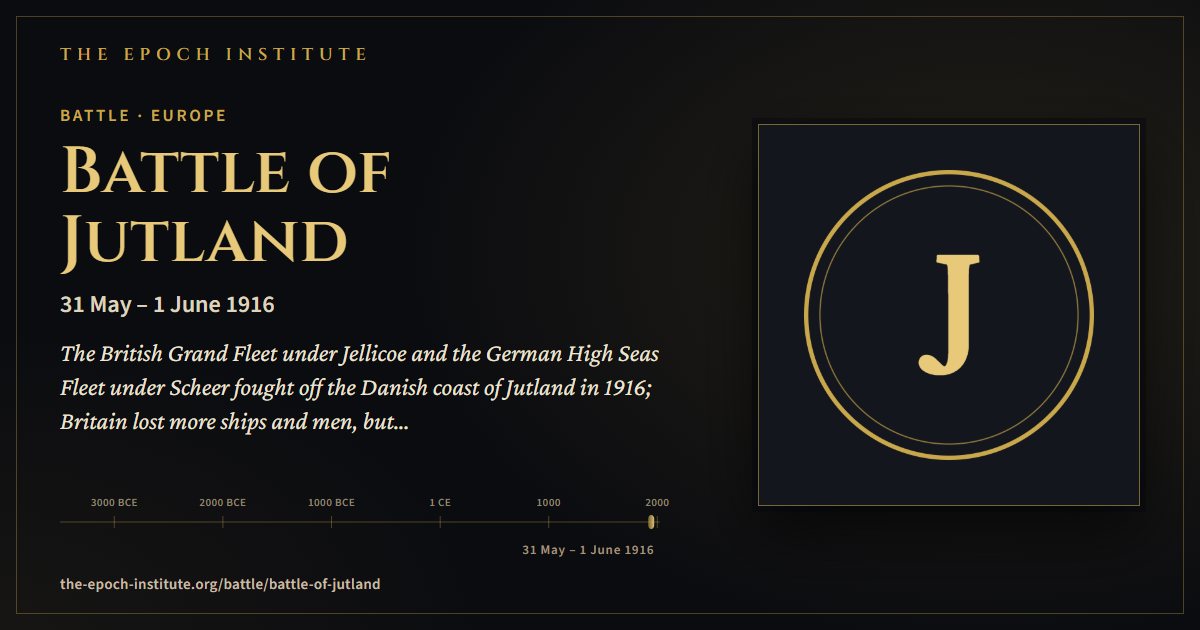 THE EPOCH INSTITUTE
BATTLE · EUROPE
BATTLE OF
JUTLAND
31 May – 1 June 1916
The British Grand Fleet under Jellicoe and the German High Seas
Fleet under Scheer fought off the Danish coast of Jutland in 1916;
Britain lost more ships and men, but...
J
3000 BCE 2000 BCE 1000 BCE 1 CE 1000 2000
31 May – 1 June 1916
the-epoch-institute.org/battle/battle-of-jutland